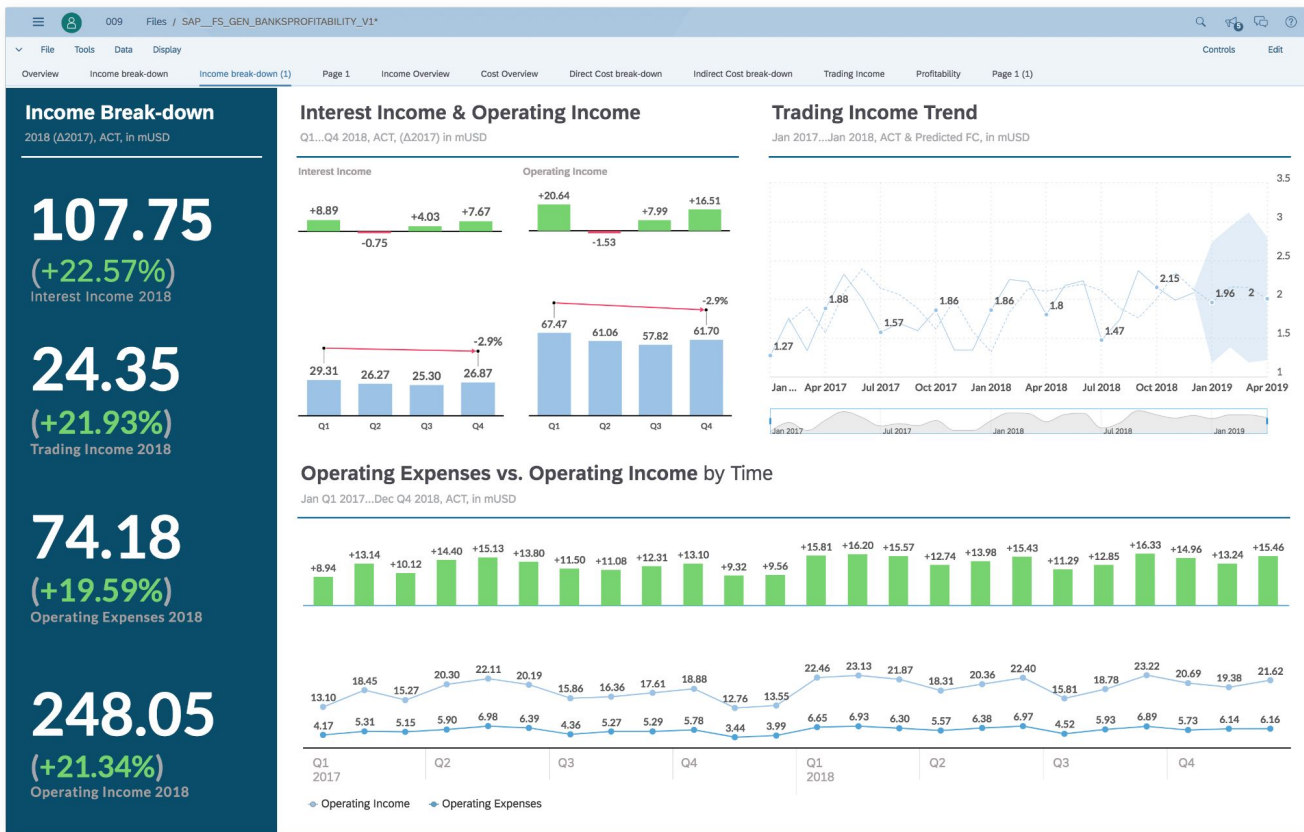 009 Files / SAP__FS_GEN_BANKSPROFITABILITY_V1*
File Tools Data Display Controls Edit
Overview Income break-down Income break-down (1) Page 1 Income Overview Cost Overview Direct Cost break-down Indirect Cost break-down Trading Income Profitability Page 1 (1)
Income Break-down
2018 (Δ2017), ACT, in mUSD
107.75
(+22.57%)
Interest Income 2018
24.35
(+21.93%)
Trading Income 2018
74.18
(+19.59%)
Operating Expenses 2018
248.05
(+21.34%)
Operating Income 2018
Interest Income & Operating Income
Q1...Q4 2018, ACT, (Δ2017) in mUSD
Interest Income
+8.89 -0.75 +4.03 +7.67
-2.9%
29.31 26.27 25.30 26.87
Q1 Q2 Q3 Q4
Operating Income
+20.64 -1.53 +7.99 +16.51
-2.9%
67.47 61.06 57.82 61.70
Q1 Q2 Q3 Q4
Trading Income Trend
Jan 2017...Jan 2018, ACT & Predicted FC, in mUSD
3.5
3
2.5
2
1.5
1
1.27 1.88 1.57 1.86 1.86 1.8 1.47 2.15 1.96 2
Jan ... Apr 2017 Jul 2017 Oct 2017 Jan 2018 Apr 2018 Jul 2018 Oct 2018 Jan 2019 Apr 2019
Jan 2017 Jul 2017 Jan 2018 Jul 2018 Jan 2019
Operating Expenses vs. Operating Income by Time
Jan Q1 2017...Dec Q4 2018, ACT, in mUSD
+8.94 +13.14 +10.12 +14.40 +15.13 +13.80 +11.50 +11.08 +12.31 +13.10 +9.32 +9.56 +15.81 +16.20 +15.57 +12.74 +13.98 +15.43 +11.29 +12.85 +16.33 +14.96 +13.24 +15.46
13.10 18.45 15.27 20.30 22.11 20.19 15.86 16.36 17.61 18.88 12.76 13.55 22.46 23.13 21.87 18.31 20.36 22.40 15.81 18.78 23.22 20.69 19.38 21.62
4.17 5.31 5.15 5.90 6.98 6.39 4.36 5.27 5.29 5.78 3.44 3.99 6.65 6.93 6.30 5.57 6.38 6.97 4.52 5.93 6.89 5.73 6.14 6.16
Q1 Q2 Q3 Q4 Q1 Q2 Q3 Q4
2017 2018
Operating Income Operating Expenses